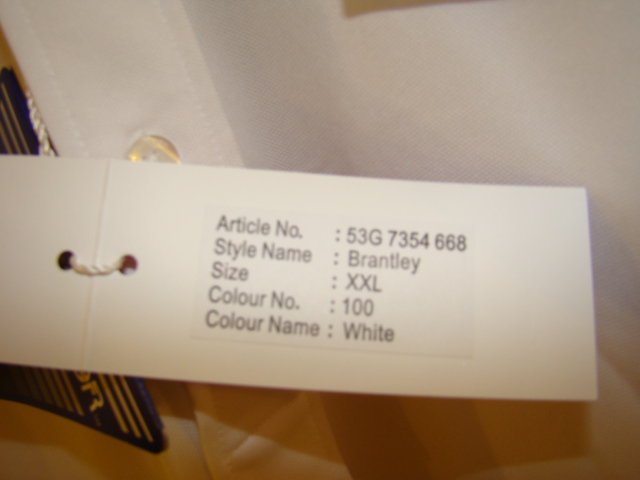 Article No. : 53G 7354 668
Style Name : Brantley
Size : XXL
Colour No. : 100
Colour Name : White